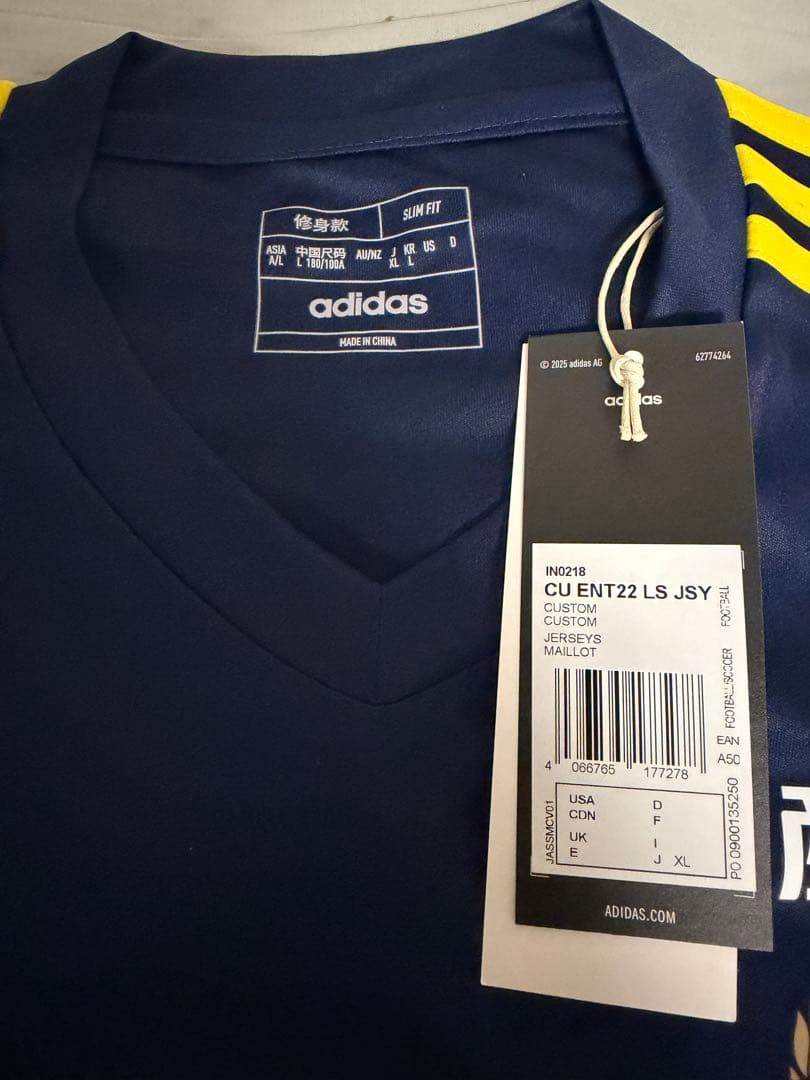 修身款 SLIM FIT
ASIA 中国尺码 AU/NZ J KR US D
A/L L 180/100A XL L
adidas
MADE IN CHINA
© 2025 adidas AG 62774264
IN0218
CU ENT22 LS JSY
CUSTOM
CUSTOM
JERSEYS
MAILLOT
FOOTBALL
FOOTBALL/SOCCER
EAN
A50
4 066765 177278
JASSMCV01
USA D
CDN F
UK I
E J XL
PO 0900135250
ADIDAS.COM